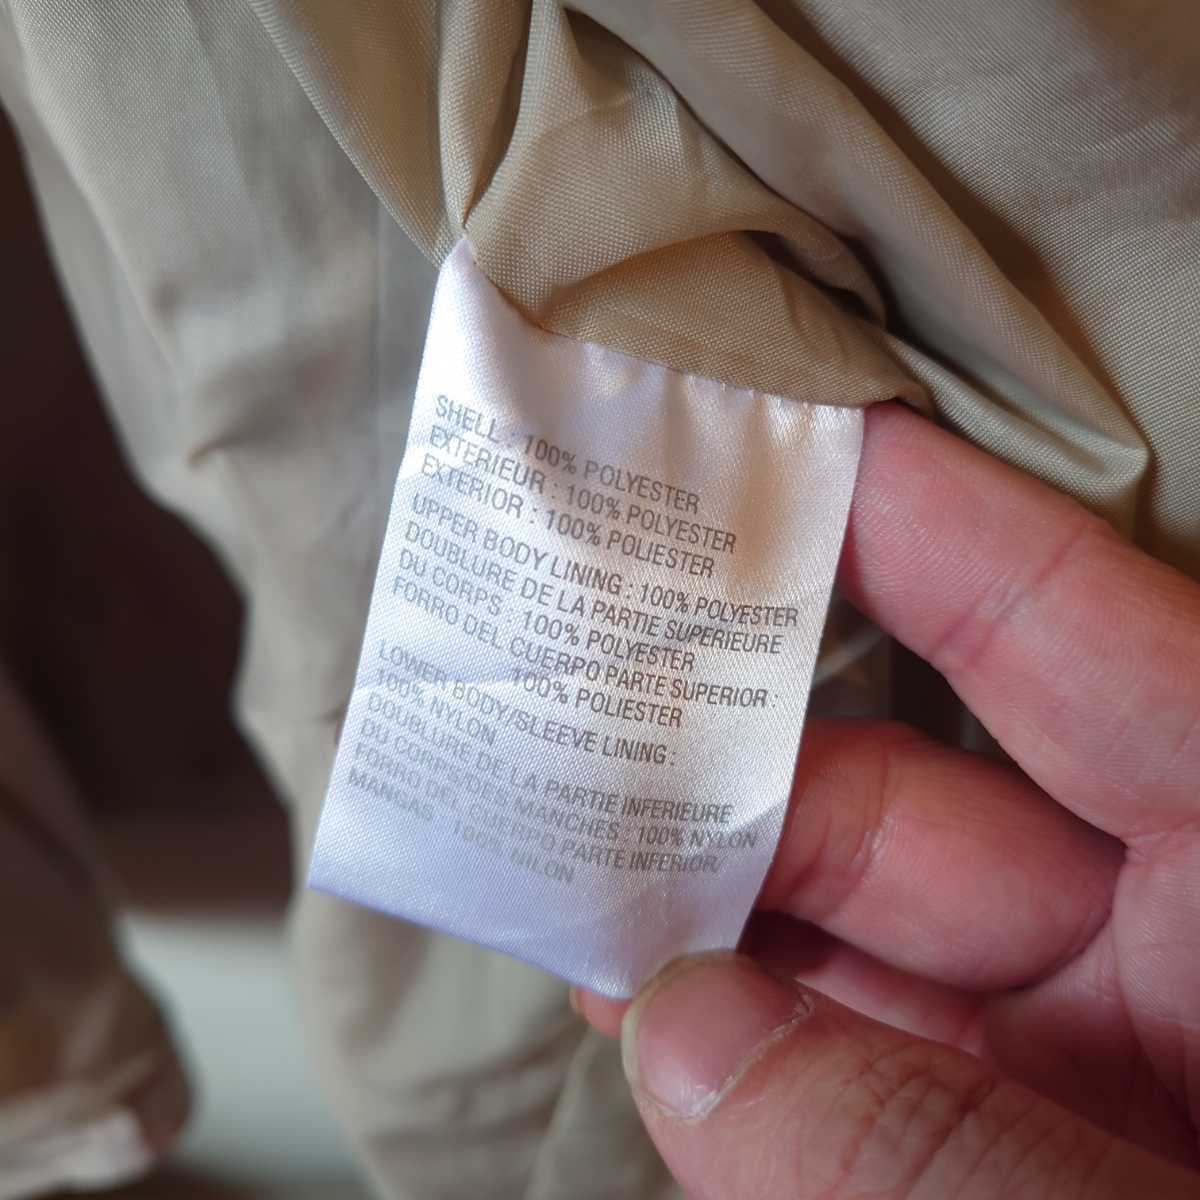 SHELL : 100% POLYESTER
EXTERIEUR : 100% POLYESTER
EXTERIOR : 100% POLIESTER
UPPER BODY LINING : 100% POLYESTER
DOUBLURE DE LA PARTIE SUPERIEURE
DU CORPS : 100% POLYESTER
FORRO DEL CUERPO PARTE SUPERIOR :
100% POLIESTER
LOWER BODY/SLEEVE LINING :
100% NYLON
DOUBLURE DE LA PARTIE INFERIEURE
DU CORPS/DES MANCHES : 100% NYLON
FORRO DEL CUERPO PARTE INFERIOR/
MANGAS : 100% NILON